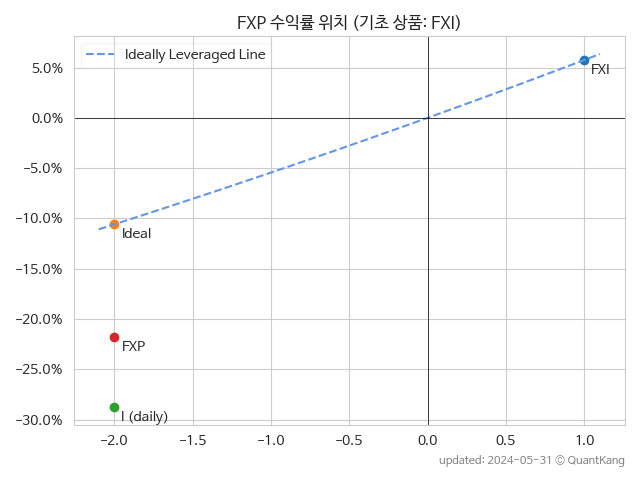 FXP 수익률 위치 (기초 상품: FXI)
Ideally Leveraged Line
5.0%
0.0%
−5.0%
−10.0%
−15.0%
−20.0%
−25.0%
−30.0%
FXI
Ideal
FXP
I (daily)
−2.0 −1.5 −1.0 −0.5 0.0 0.5 1.0
updated: 2024-05-31 © QuantKang